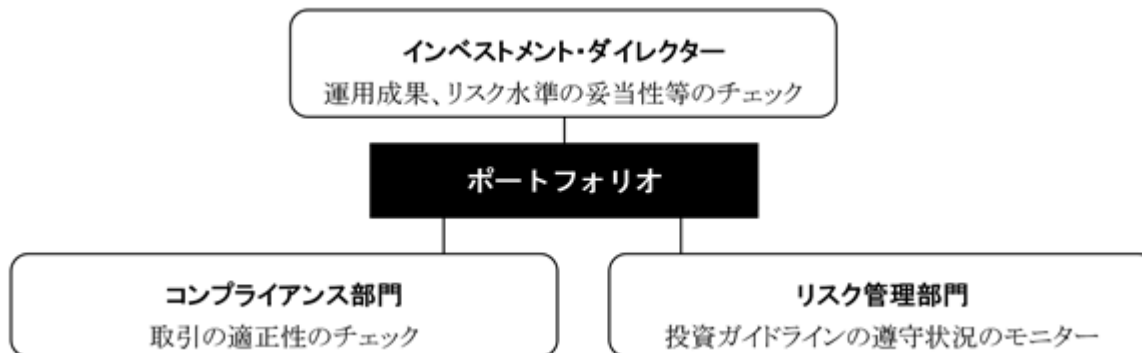 インベストメント・ダイレクター
運用成果、リスク水準の妥当性等のチェック
ポートフォリオ
コンプライアンス部門
取引の適正性のチェック
リスク管理部門
投資ガイドラインの遵守状況のモニター